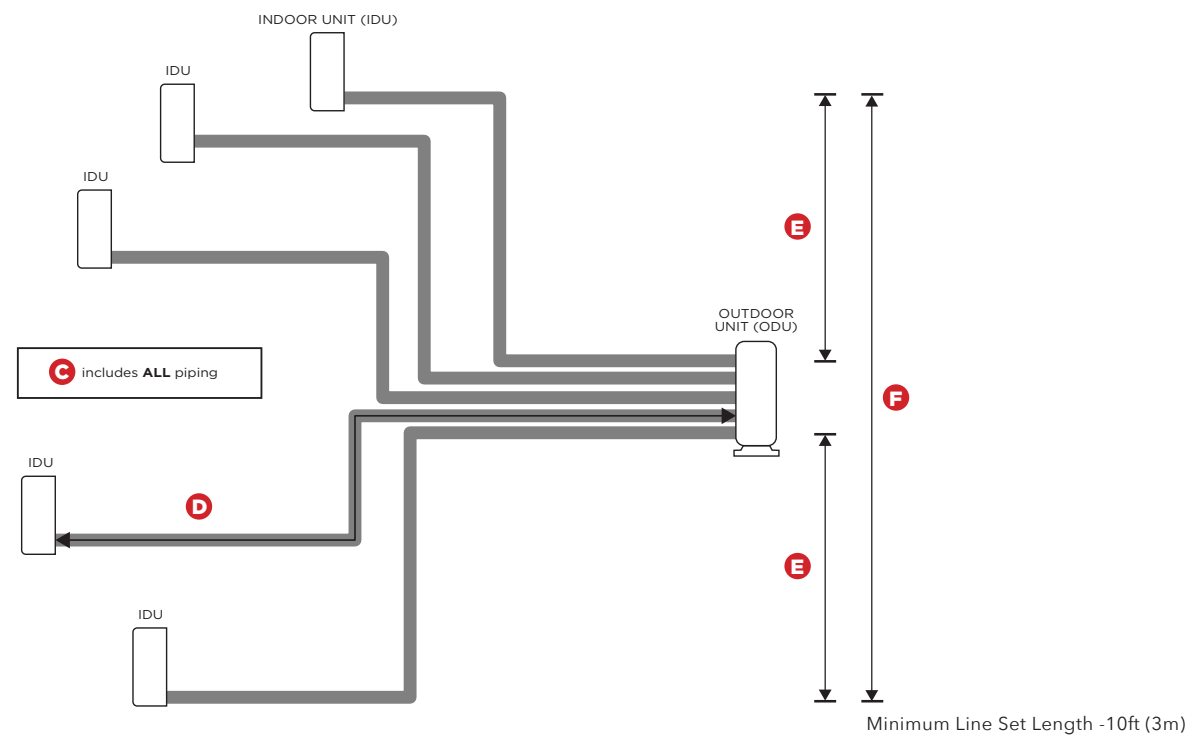 INDOOR UNIT (IDU)
IDU
IDU
E
OUTDOOR
UNIT (ODU)
C includes ALL piping
F
IDU
D
E
IDU
Minimum Line Set Length -10ft (3m)